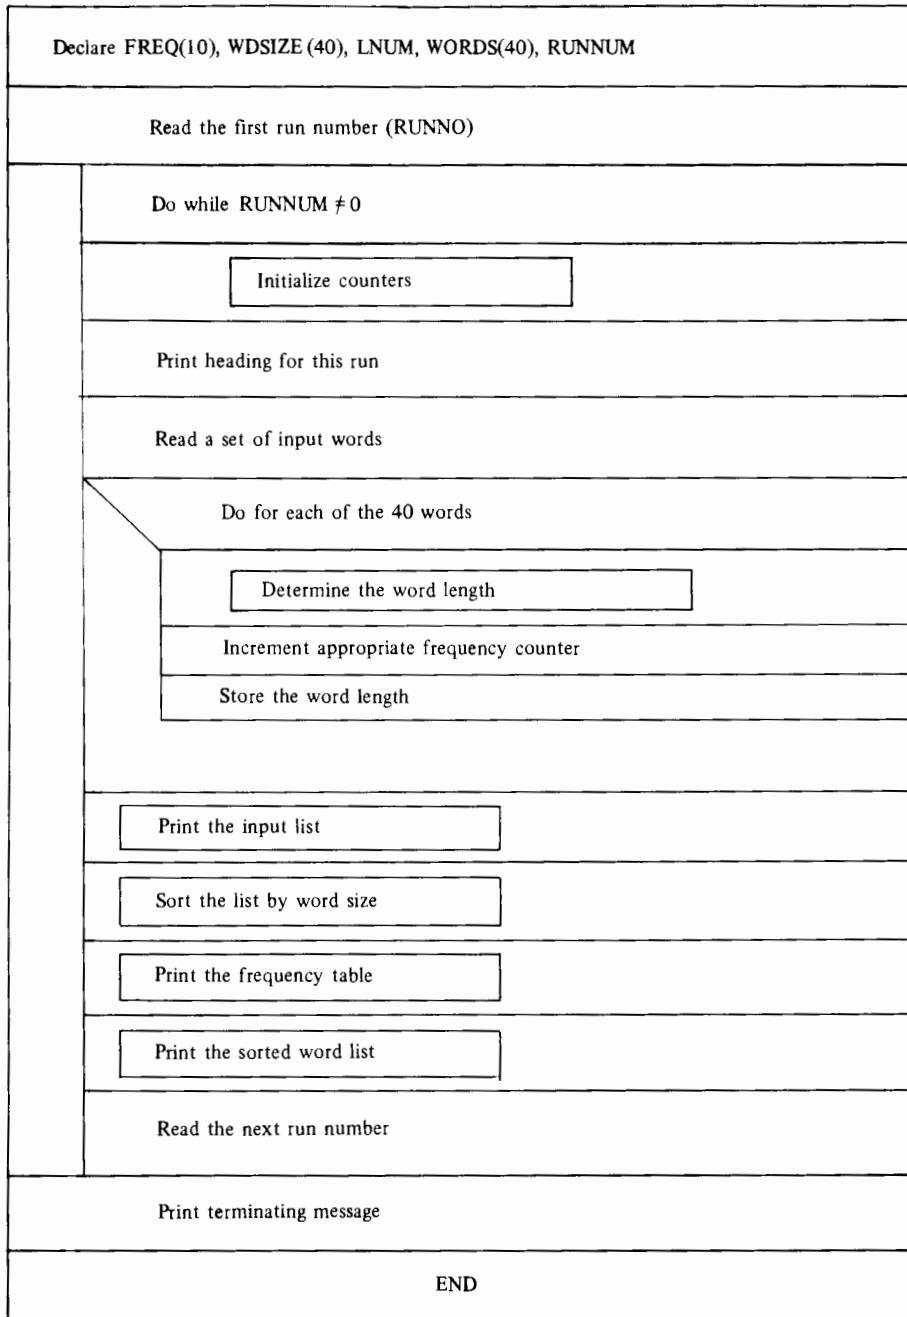 Declare FREQ(10), WDSIZE (40), LNUM, WORDS(40), RUNNUM
Read the first run number (RUNNO)
Do while RUNNUM ≠ 0
Initialize counters
Print heading for this run
Read a set of input words
Do for each of the 40 words
Determine the word length
Increment appropriate frequency counter
Store the word length
Print the input list
Sort the list by word size
Print the frequency table
Print the sorted word list
Read the next run number
Print terminating message
END